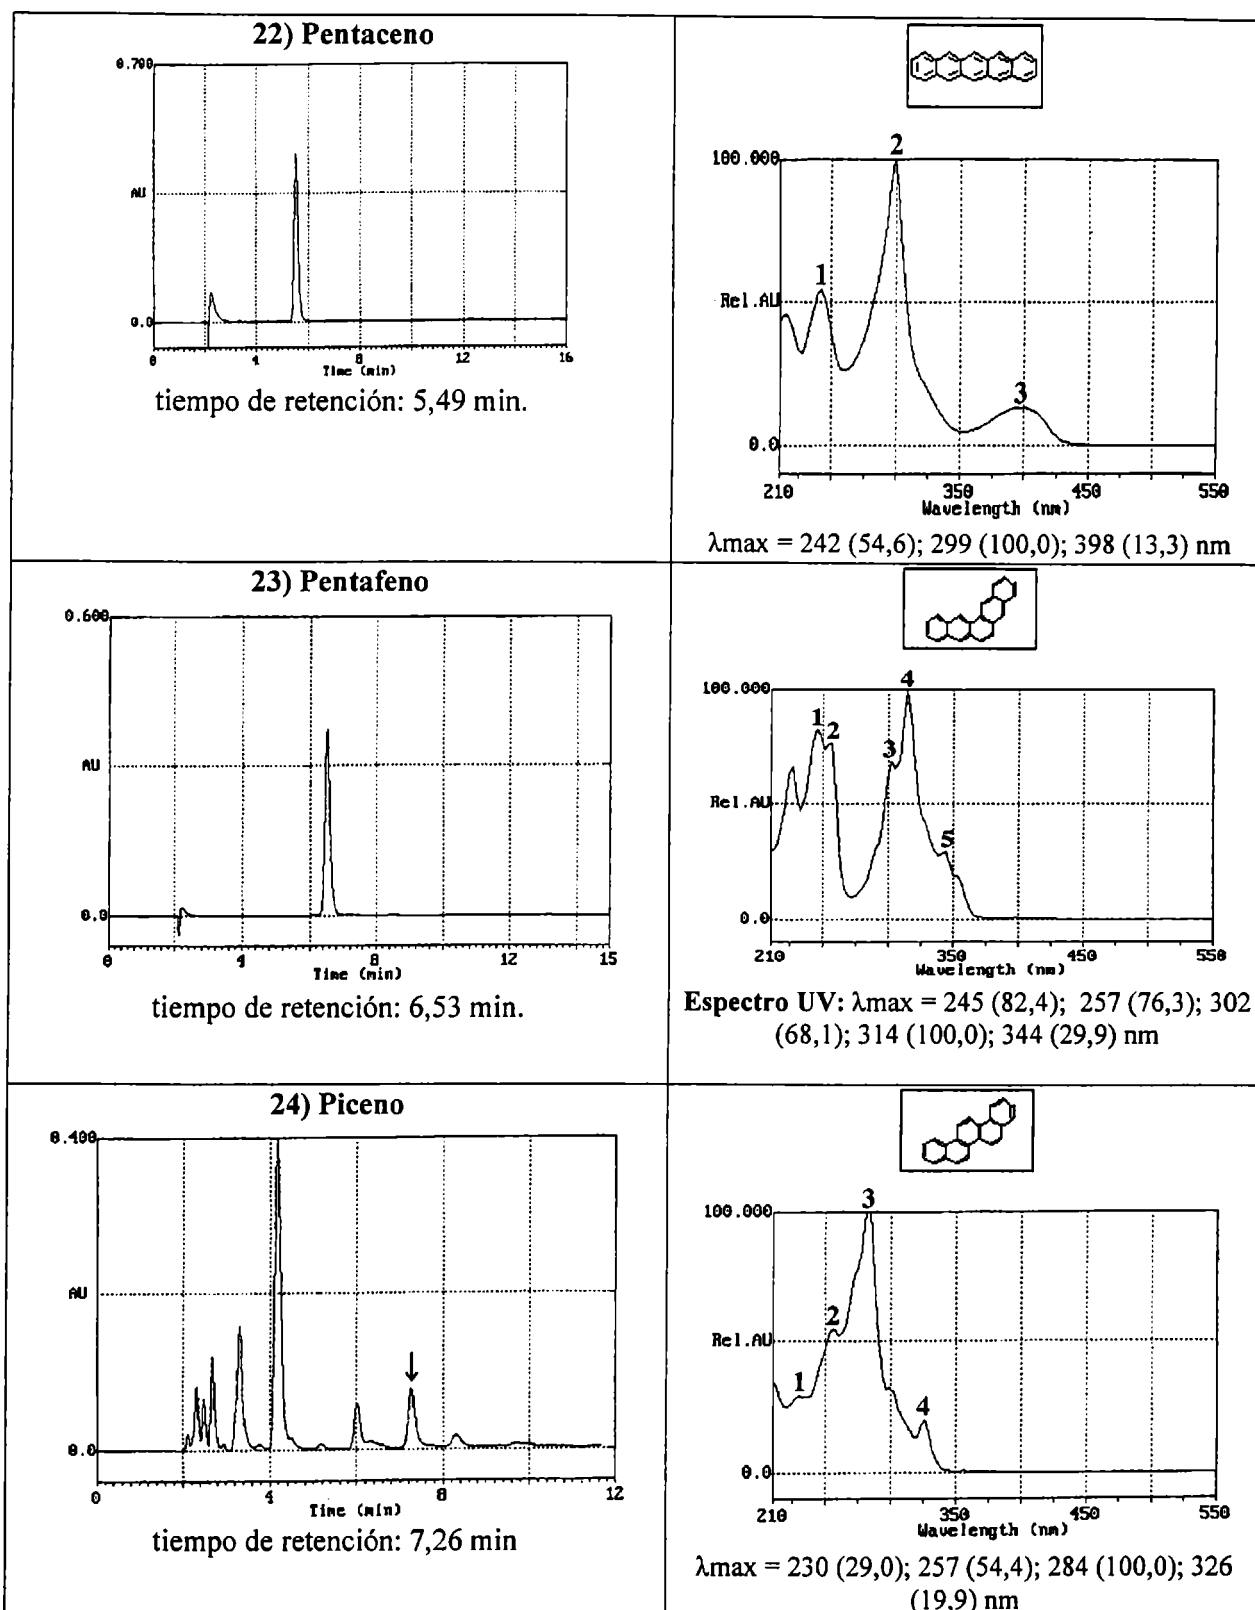 22) Pentaceno
0.700
AU
0.0
0 4 8 12 16
Time (min)
tiempo de retención: 5,49 min.
100.000
Rel.AU
0.0
1
2
3
210 350 450 550
Wavelength (nm)
λmax = 242 (54,6); 299 (100,0); 398 (13,3) nm
23) Pentafeno
0.600
AU
0.0
0 4 8 12 15
Time (min)
tiempo de retención: 6,53 min.
100.000
Rel.AU
0.0
1
2
3
4
5
210 350 450 550
Wavelength (nm)
Espectro UV: λmax = 245 (82,4); 257 (76,3); 302
(68,1); 314 (100,0); 344 (29,9) nm
24) Piceno
0.400
AU
0.0
0 4 8 12
Time (min)
tiempo de retención: 7,26 min
100.000
Rel.AU
0.0
1
2
3
4
210 350 450 550
Wavelength (nm)
λmax = 230 (29,0); 257 (54,4); 284 (100,0); 326
(19,9) nm